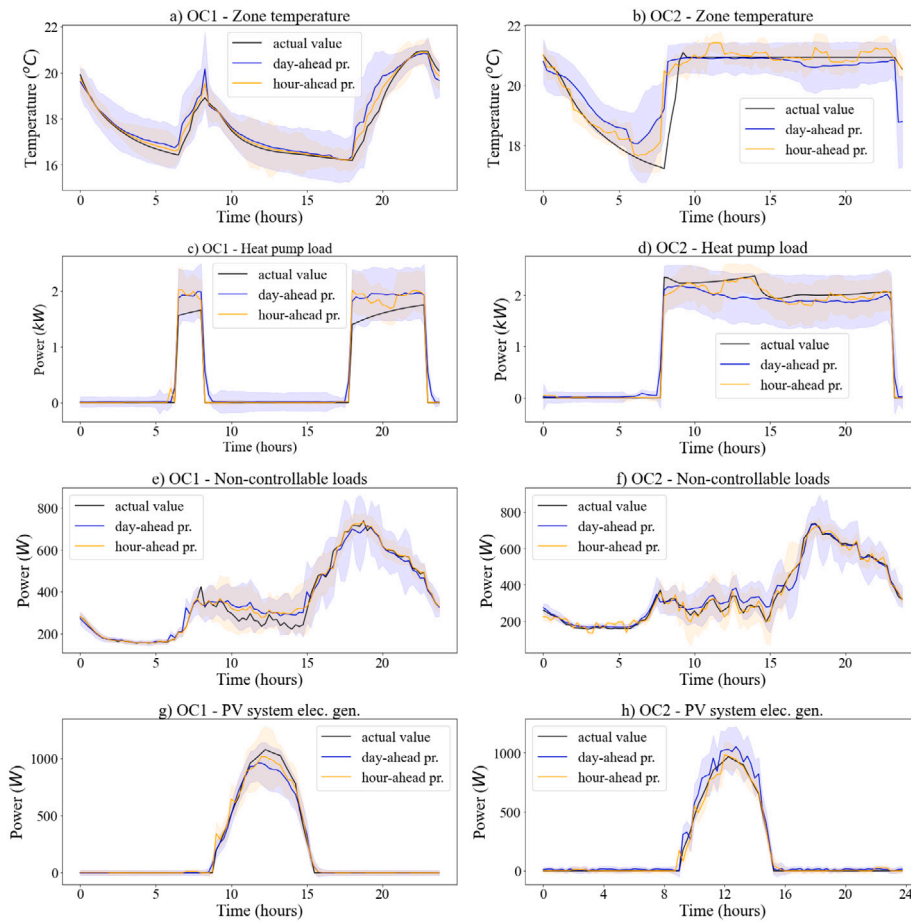 a) OC1 - Zone temperature
22
20
18
16
Temperature (°C)
actual value
day-ahead pr.
hour-ahead pr.
0 5 10 15 20
Time (hours)
b) OC2 - Zone temperature
22
20
18
Temperature (°C)
actual value
day-ahead pr.
hour-ahead pr.
0 5 10 15 20
Time (hours)
c) OC1 - Heat pump load
2
1
0
Power (kW)
actual value
day-ahead pr.
hour-ahead pr.
0 5 10 15 20
Time (hours)
d) OC2 - Heat pump load
2
1
0
Power (kW)
actual value
day-ahead pr.
hour-ahead pr.
0 4 8 12 16 20 24
Time (hours)
e) OC1 - Non-controllable loads
800
600
400
200
Power (W)
actual value
day-ahead pr.
hour-ahead pr.
0 5 10 15 20
Time (hours)
f) OC2 - Non-controllable loads
800
600
400
200
Power (W)
actual value
day-ahead pr.
hour-ahead pr.
0 5 10 15 20
Time (hours)
g) OC1 - PV system elec. gen.
1000
500
0
Power (W)
actual value
day-ahead pr.
hour-ahead pr.
0 5 10 15 20
Time (hours)
h) OC2 - PV system elec. gen.
1000
500
0
Power (W)
actual value
day-ahead pr.
hour-ahead pr.
0 4 8 12 16 20 24
Time (hours)